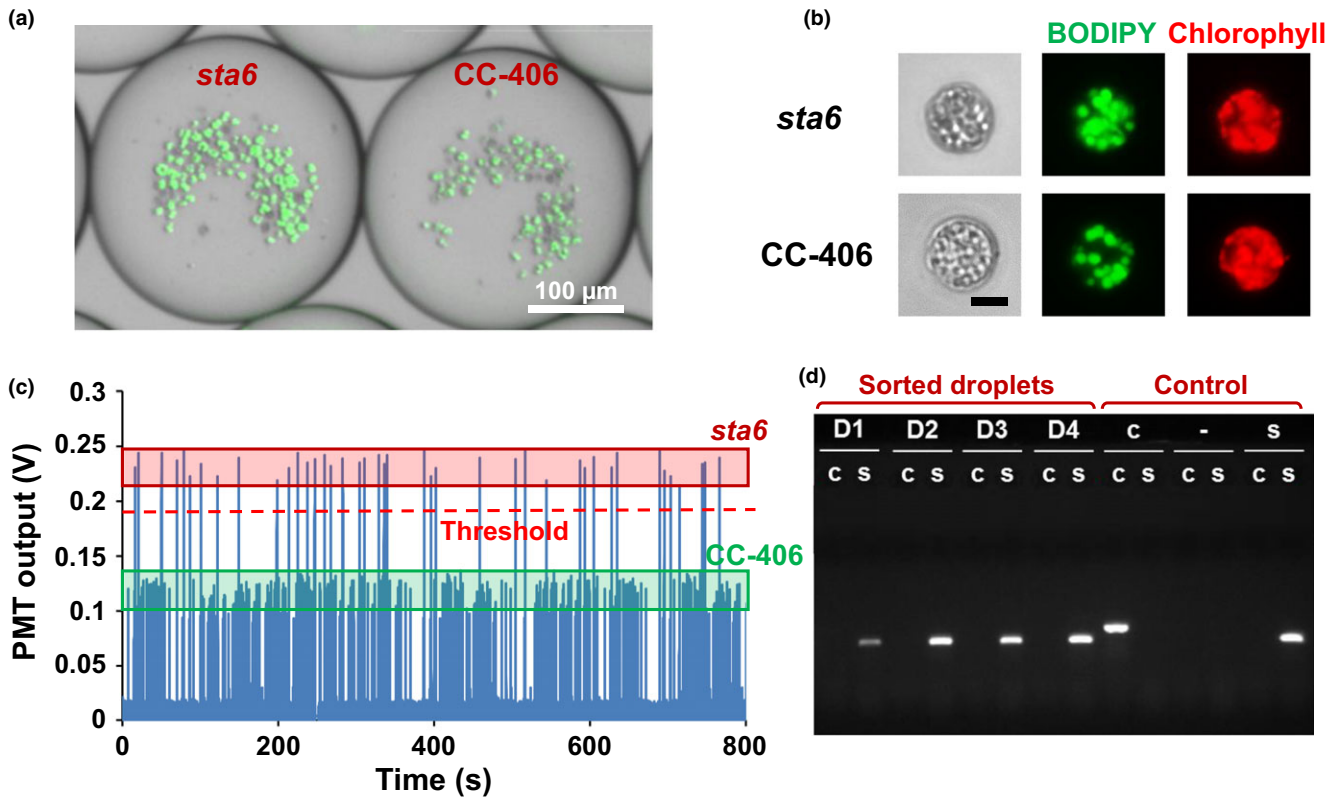 (a)
sta6
CC-406
100 µm
(b)
BODIPY Chlorophyll
sta6
CC-406
(c)
PMT output (V)
0.3
0.25
0.2
0.15
0.1
0.05
0
sta6
Threshold
CC-406
0 200 400 600 800
Time (s)
(d)
Sorted droplets Control
D1 D2 D3 D4 c - s
c s c s c s c s c s c s c s